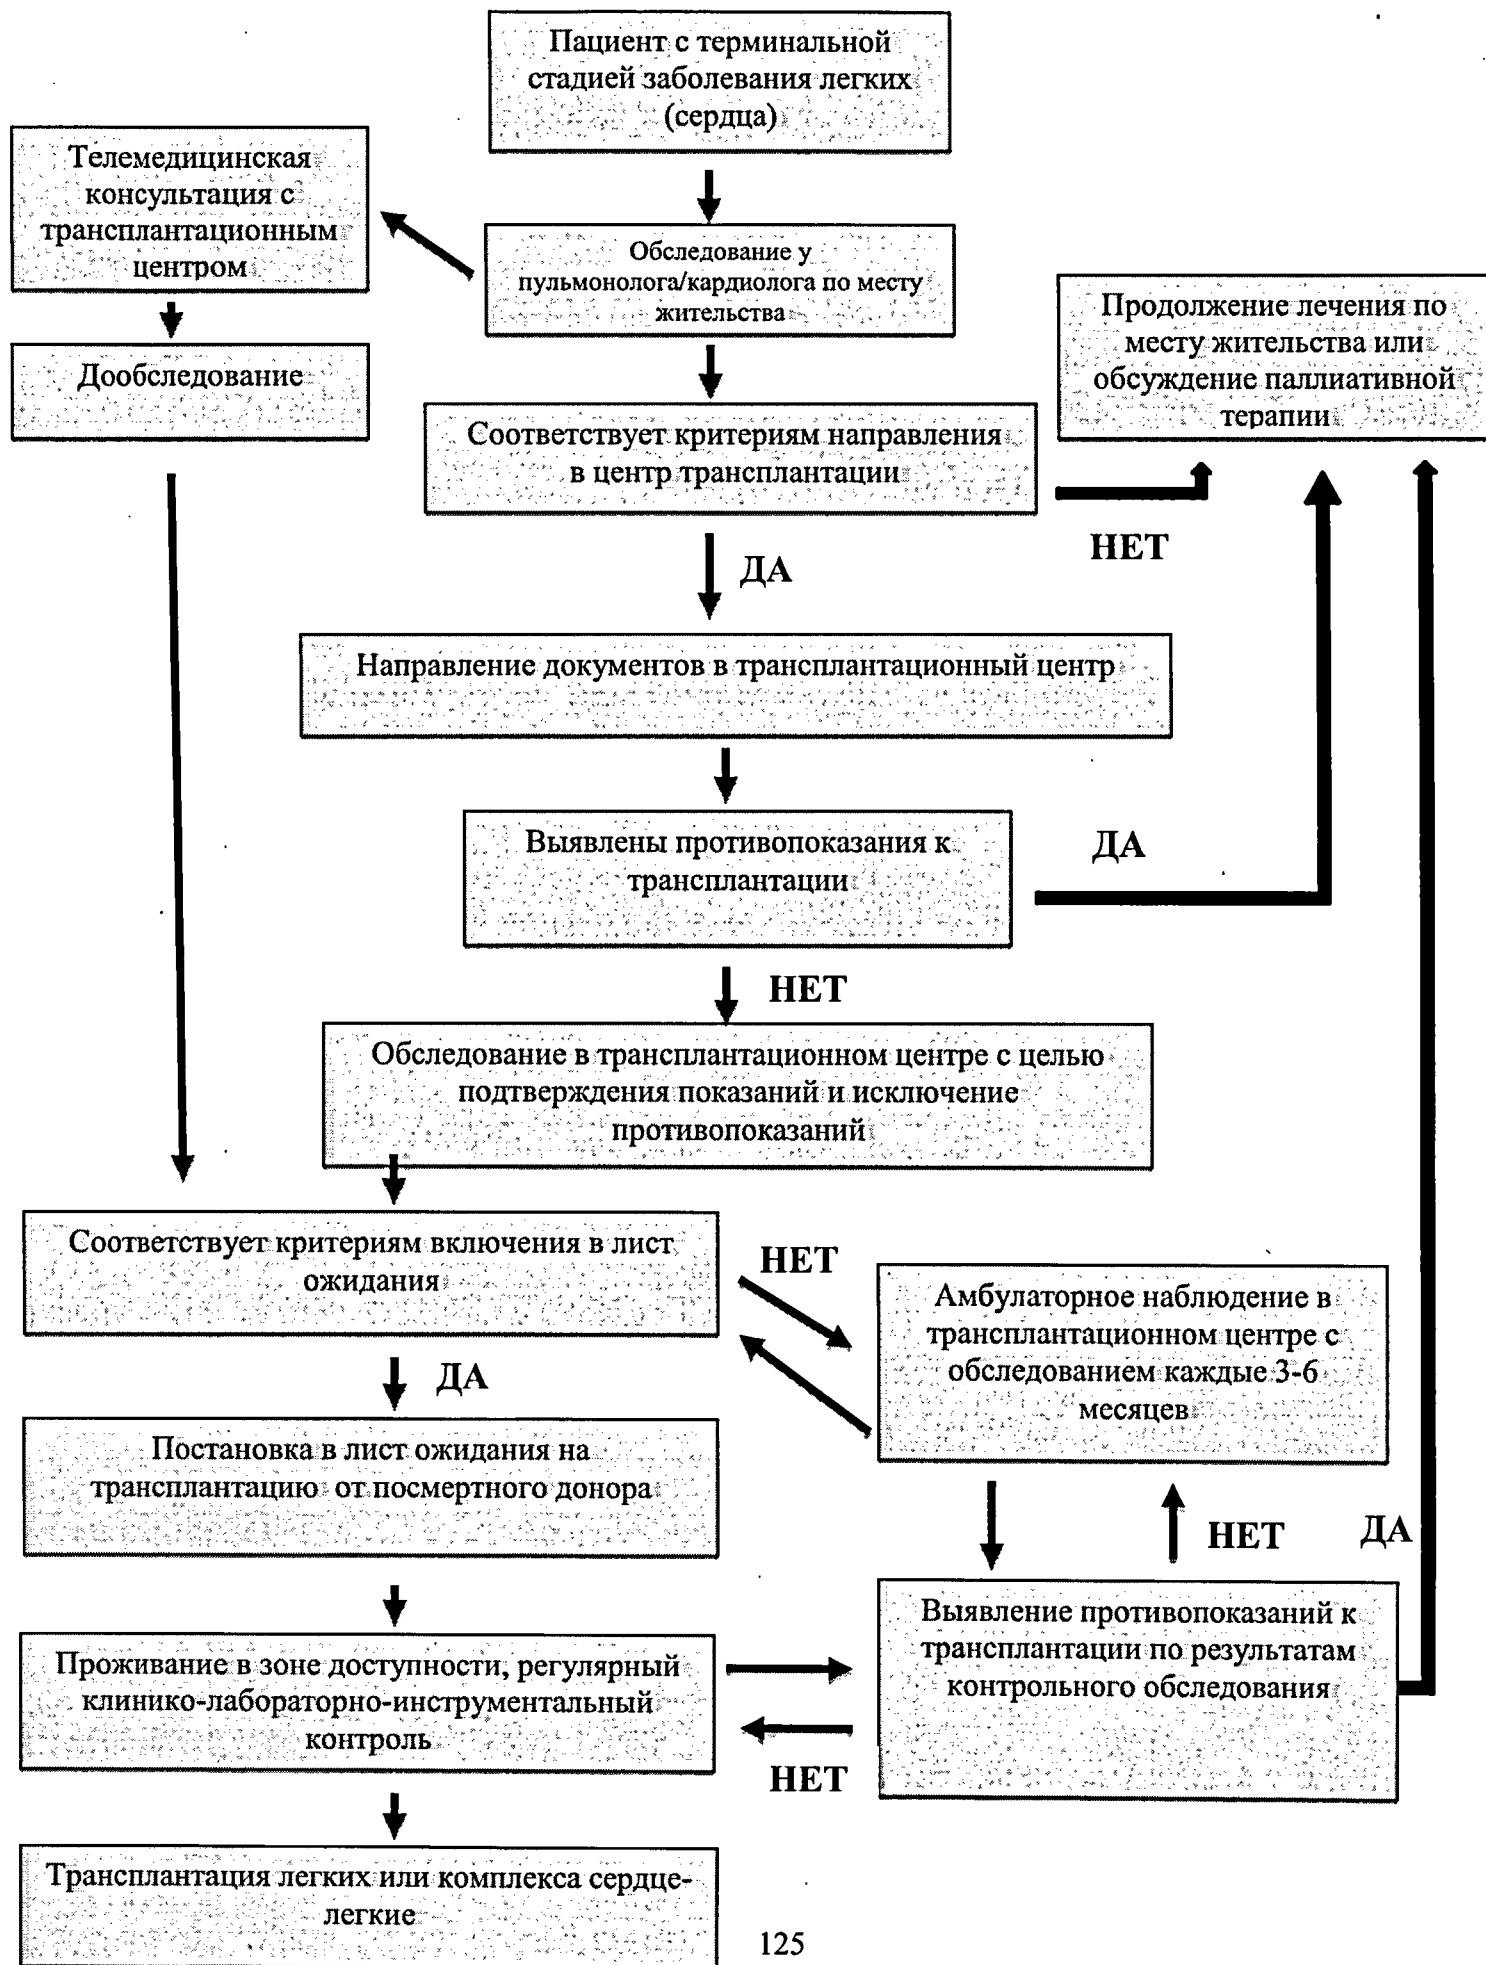 Пациент с терминальной
стадией заболевания легких
(сердца)
Телемедицинская
консультация с
трансплантационным
центром
Обследование у
пульмонолога/кардиолога по месту
жительства
Продолжение лечения по
месту жительства или
обсуждение паллиативной
терапии
Дообследование
Соответствует критериям направления
в центр трансплантации
НЕТ
ДА
Направление документов в трансплантационный центр
Выявлены противопоказания к
трансплантации
ДА
НЕТ
Обследование в трансплантационном центре с целью
подтверждения показаний и исключение
противопоказаний
Соответствует критериям включения в лист
ожидания
НЕТ
Амбулаторное наблюдение в
трансплантационном центре с
обследованием каждые 3-6
месяцев
ДА
Постановка в лист ожидания на
трансплантацию от посмертного донора
НЕТ
ДА
Выявление противопоказаний к
трансплантации по результатам
контрольного обследования
Проживание в зоне доступности, регулярный
клинико-лабораторно-инструментальный
контроль
НЕТ
Трансплантация легких или комплекса сердце-
легкие
125